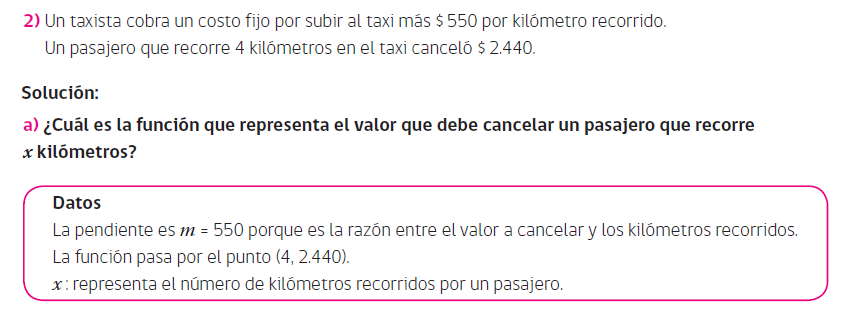 2) Un taxista cobra un costo fijo por subir al taxi más $ 550 por kilómetro recorrido.
Un pasajero que recorre 4 kilómetros en el taxi canceló $ 2.440.
Solución:
a) ¿Cuál es la función que representa el valor que debe cancelar un pasajero que recorre
x kilómetros?
Datos
La pendiente es m = 550 porque es la razón entre el valor a cancelar y los kilómetros recorridos.
La función pasa por el punto (4, 2.440).
x : representa el número de kilómetros recorridos por un pasajero.